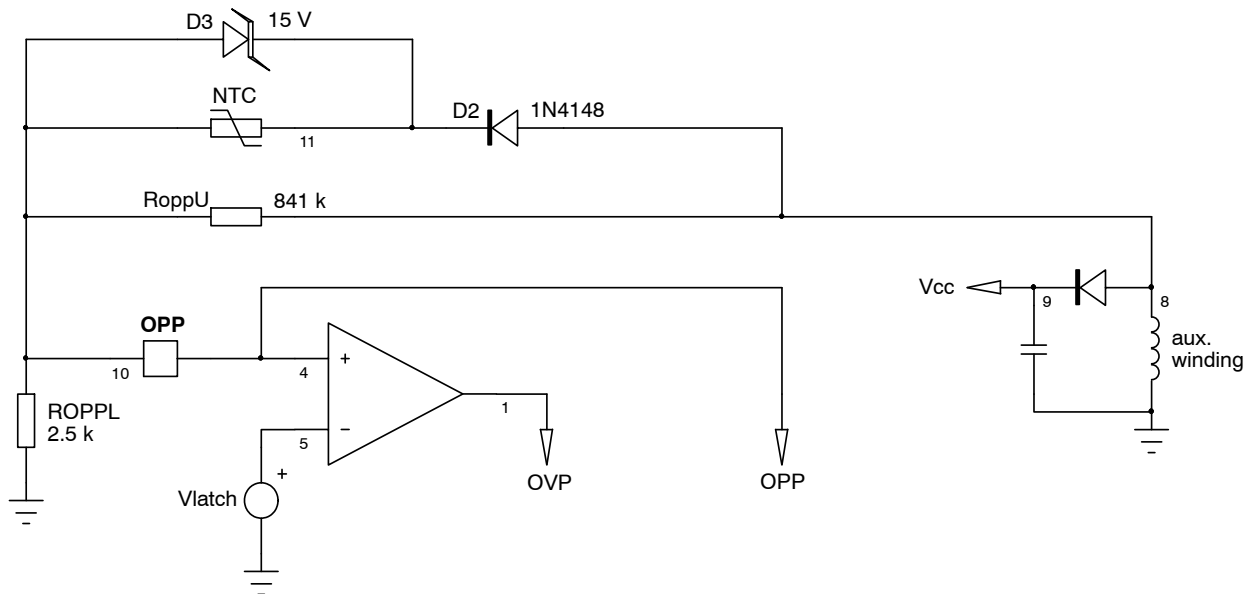 D3 15 V
NTC
11
D2 1N4148
RoppU 841 k
Vcc
9
8
aux.
winding
OPP
10
4
+
ROPPL
2.5 k
5
−
1
+
Vlatch
OVP
OPP